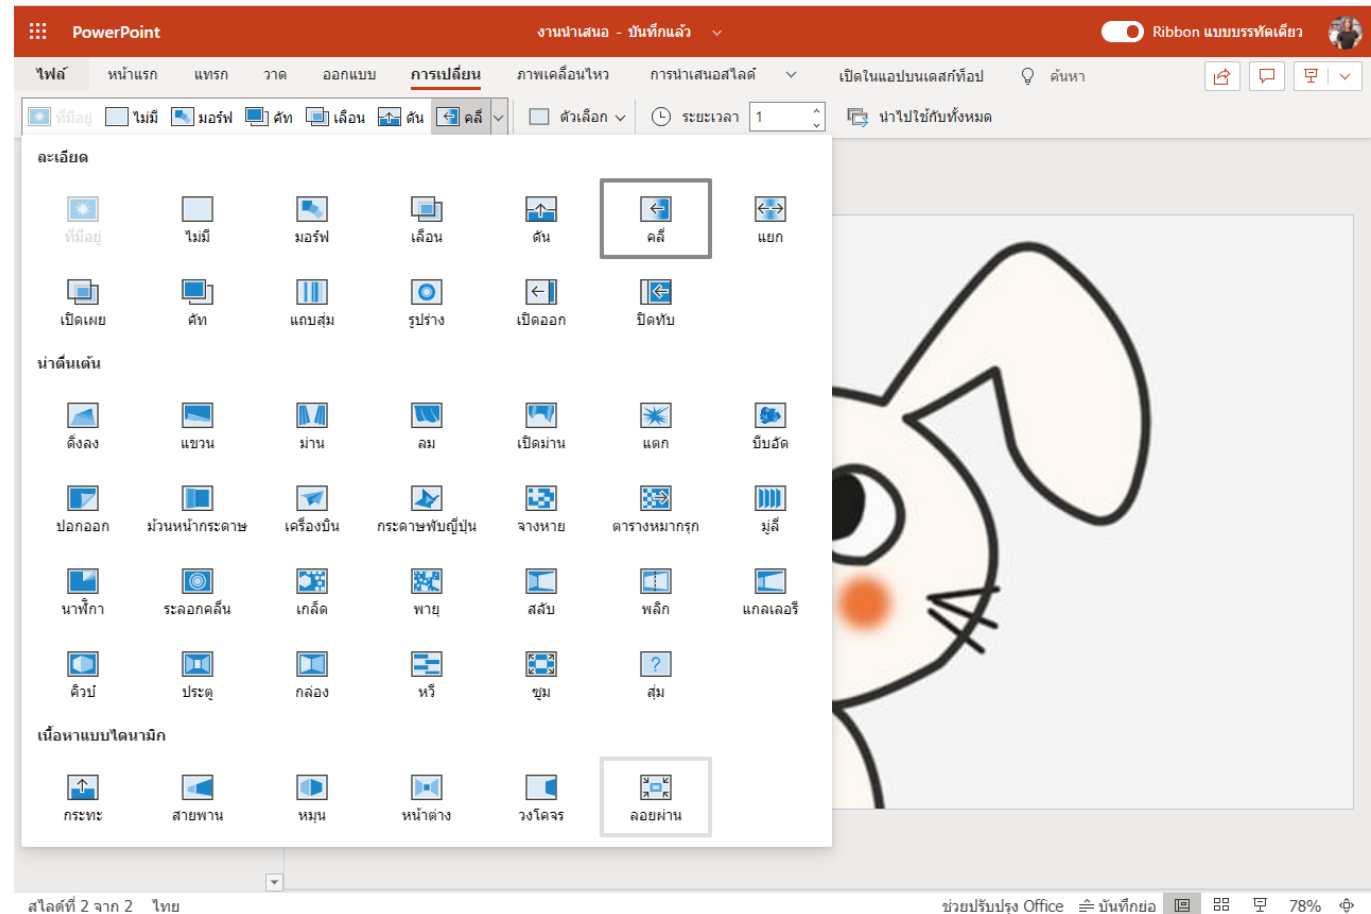 PowerPoint
งานนำเสนอ - บันทึกแล้ว
Ribbon แบบบรรทัดเดียว
ไฟล์ หน้าแรก แทรก วาด ออกแบบ การเปลี่ยน ภาพเคลื่อนไหว การนำเสนอสไลด์ เปิดในแอปบนเดสก์ท็อป ค้นหา
ที่มีอยู่ ไม่มี มอร์ฟ คัท เลือน ดัน คลี่ ตัวเลือก ระยะเวลา 1 นำไปใช้กับทั้งหมด
ละเอียด
ที่มีอยู่ ไม่มี มอร์ฟ เลือน ดัน คลี่ แยก
เปิดเผย คัท แถบสุ่ม รูปร่าง เปิดออก ปิดทับ
น่าตื่นเต้น
ดิ่งลง แขวน ม่าน ลม เปิดม่าน แตก บีบอัด
ปอกออก ม้วนหน้ากระดาษ เครื่องบิน กระดาษพับญี่ปุ่น จางหาย ตารางหมากรุก มู่ลี่
นาฬิกา ระลอกคลื่น เกล็ด พายุ สลับ พลิก แกลเลอรี
คิวบ์ ประตู กล่อง หวี ซูม สุ่ม
เนื้อหาแบบไดนามิก
กระทะ สายพาน หมุน หน้าต่าง วงโคจร ลอยผ่าน
สไลด์ที่ 2 จาก 2 ไทย ช่วยปรับปรุง Office บันทึกย่อ 78%